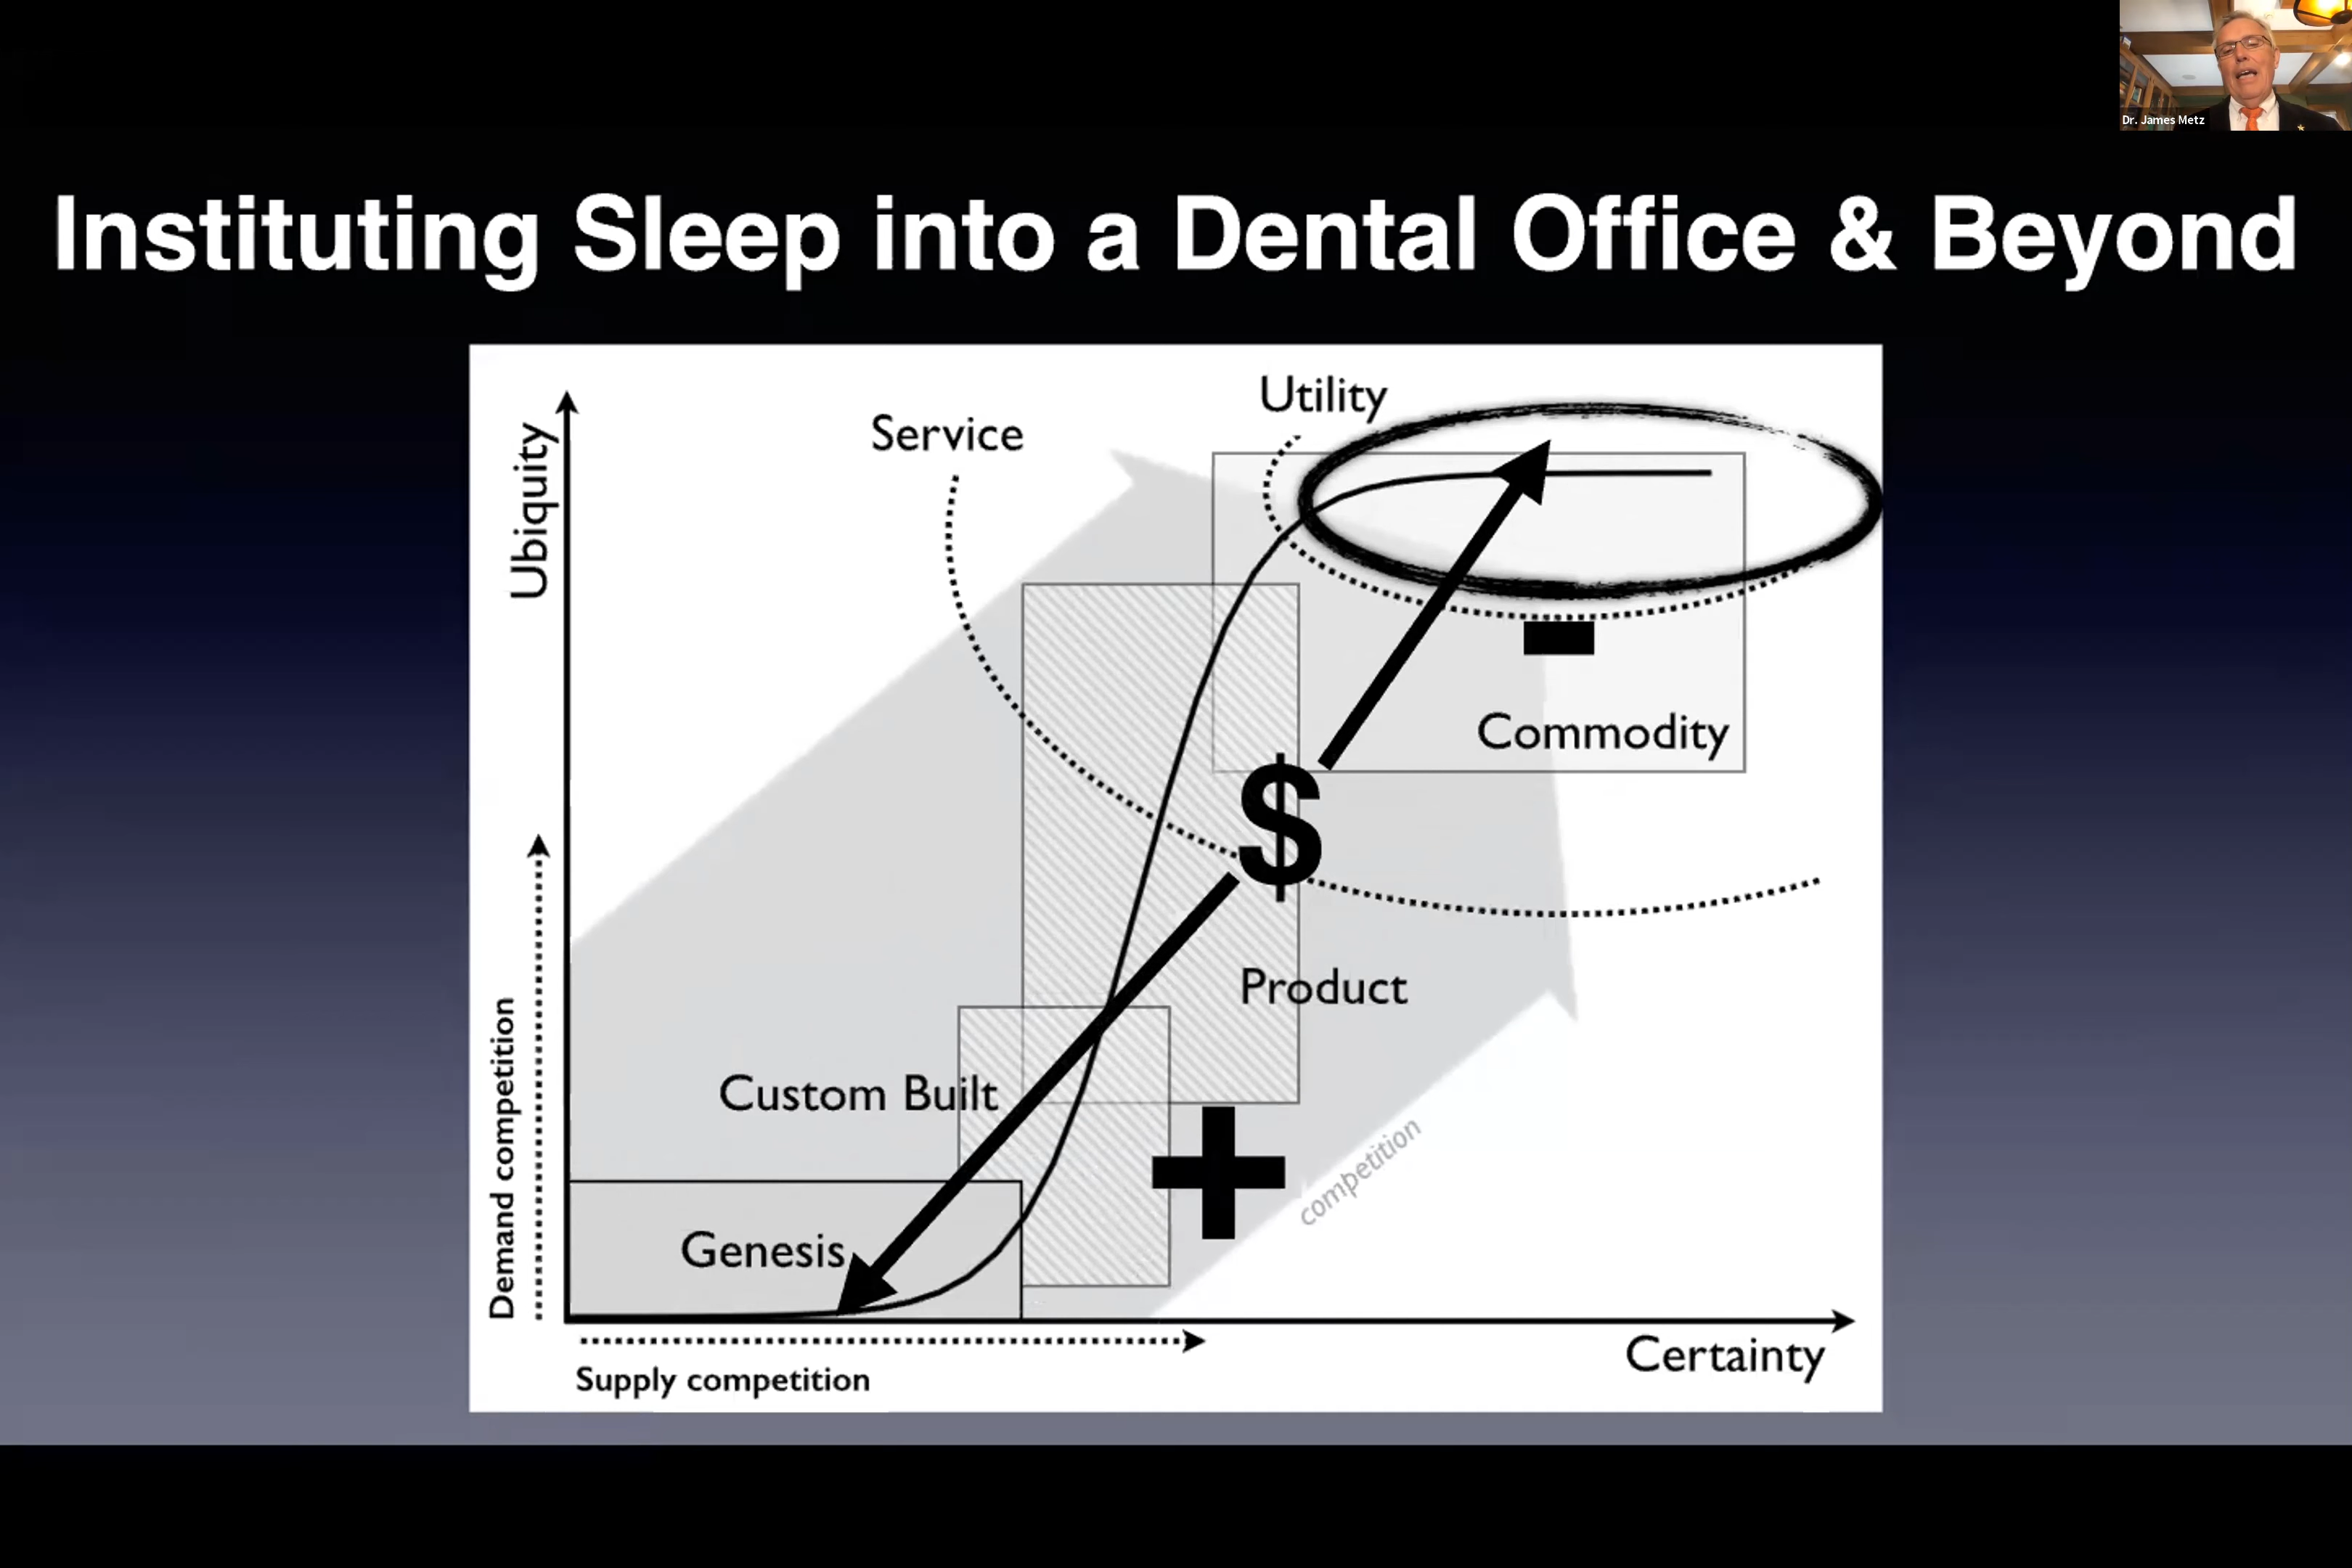 Dr. James Metz
Instituting Sleep into a Dental Office & Beyond
Utility
Service
Ubiquity
-
Commodity
$
Product
Custom Built
+
competition
Genesis
Demand competition
Certainty
Supply competition